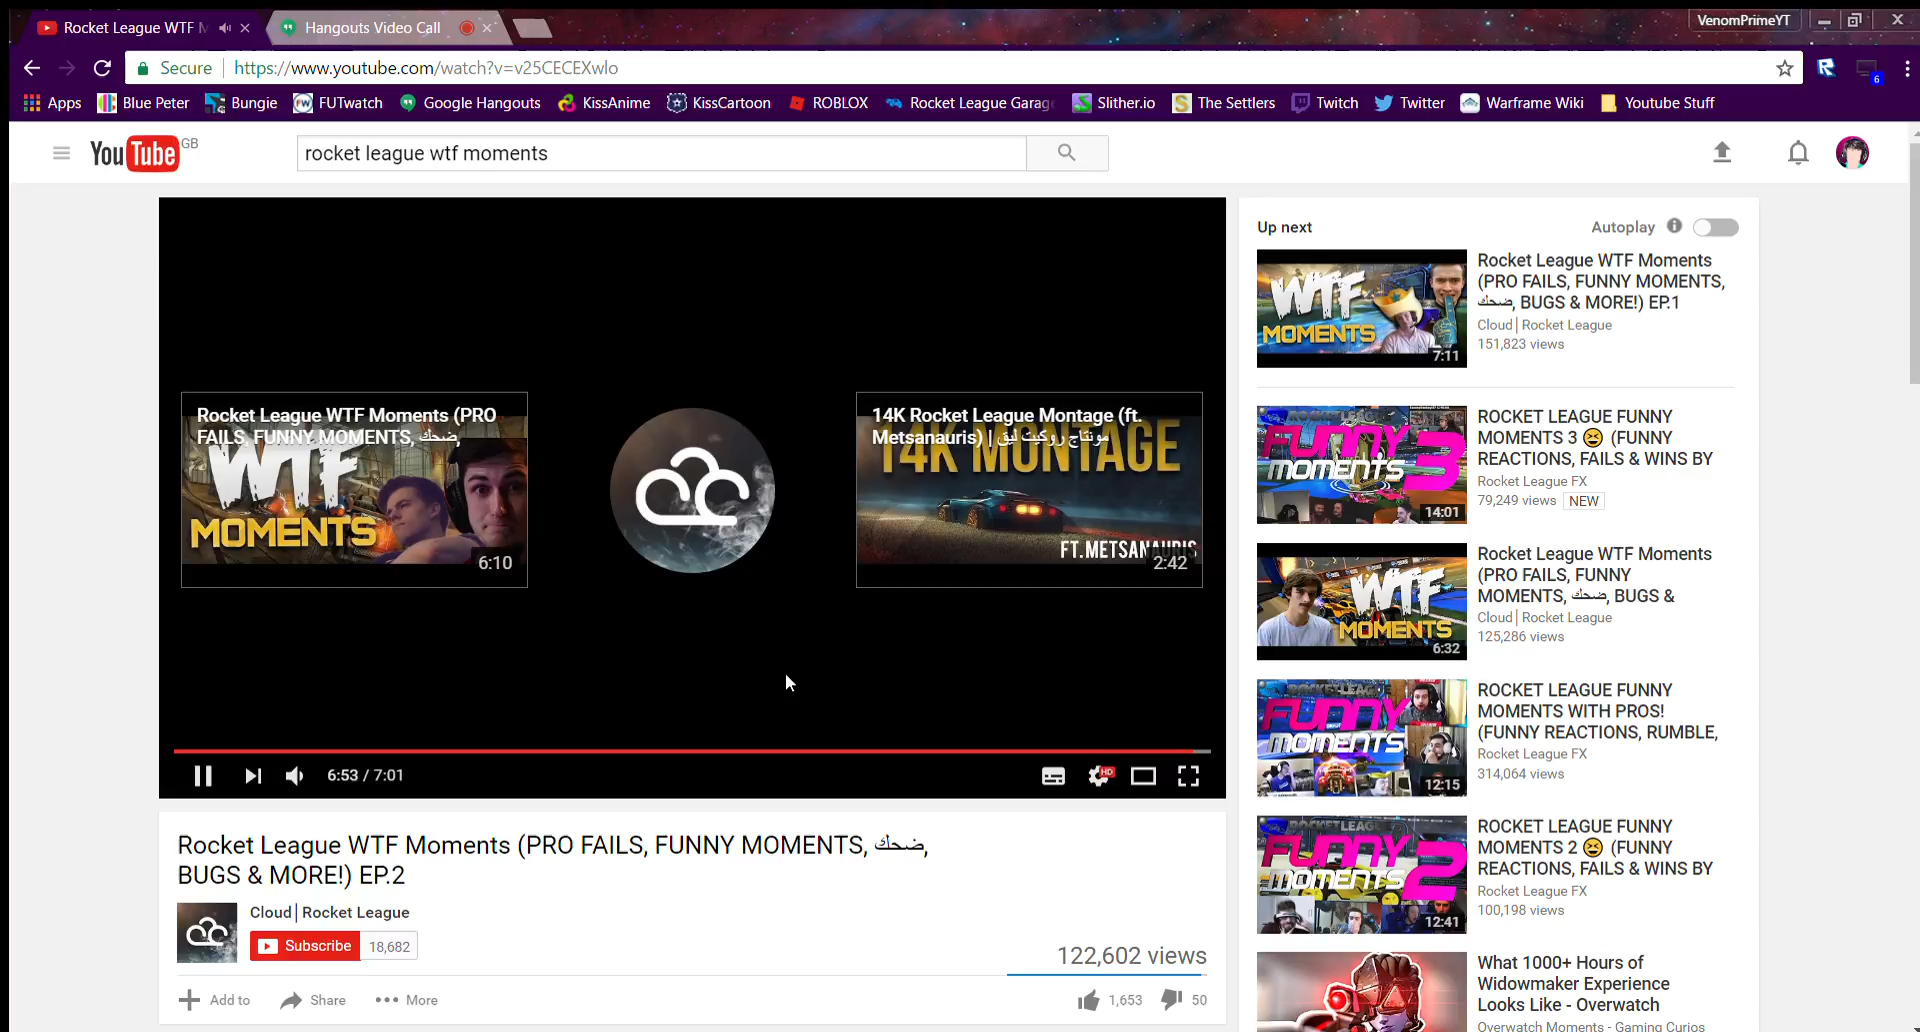 Rocket League WTF M
Hangouts Video Call
VenomPrimeYT
Secure
https://www.youtube.com/watch?v=v25CECEXwlo
6
Apps
Blue Peter
Bungie
FUTwatch
Google Hangouts
KissAnime
KissCartoon
ROBLOX
Rocket League Garag
Slither.io
The Settlers
Twitch
Twitter
Warframe Wiki
Youtube Stuff
YouTube GB
rocket league wtf moments
Rocket League WTF Moments (PRO
FAILS, FUNNY MOMENTS, ضحك,
WTF
MOMENTS
6:10
14K Rocket League Montage (ft.
Metsanauris) | مونتاج روكيت ليق
14K MONTAGE
FT.METSANAURIS
2:42
6:53 / 7:01
HD
Rocket League WTF Moments (PRO FAILS, FUNNY MOMENTS, ضحك,
BUGS & MORE!) EP.2
Cloud | Rocket League
Subscribe 18,682
122,602 views
Add to
Share
More
1,653
50
Up next
Autoplay
WTF
MOMENTS
7:11
Rocket League WTF Moments
(PRO FAILS, FUNNY MOMENTS,
ضحك, BUGS & MORE!) EP.1
Cloud | Rocket League
151,823 views
ROCKET LEAGUE
FUNNY
MOMENTS 3
14:01
ROCKET LEAGUE FUNNY
MOMENTS 3 😆 (FUNNY
REACTIONS, FAILS & WINS BY
Rocket League FX
79,249 views NEW
WTF
MOMENTS
6:32
Rocket League WTF Moments
(PRO FAILS, FUNNY
MOMENTS, ضحك, BUGS &
Cloud | Rocket League
125,286 views
ROCKET LEAGUE
FUNNY
MOMENTS
12:15
ROCKET LEAGUE FUNNY
MOMENTS WITH PROS!
(FUNNY REACTIONS, RUMBLE,
Rocket League FX
314,064 views
ROCKET LEAGUE
FUNNY
MOMENTS 2
12:41
ROCKET LEAGUE FUNNY
MOMENTS 2 😆 (FUNNY
REACTIONS, FAILS & WINS BY
Rocket League FX
100,198 views
What 1000+ Hours of
Widowmaker Experience
Looks Like - Overwatch
Overwatch Moments - Gaming Curios